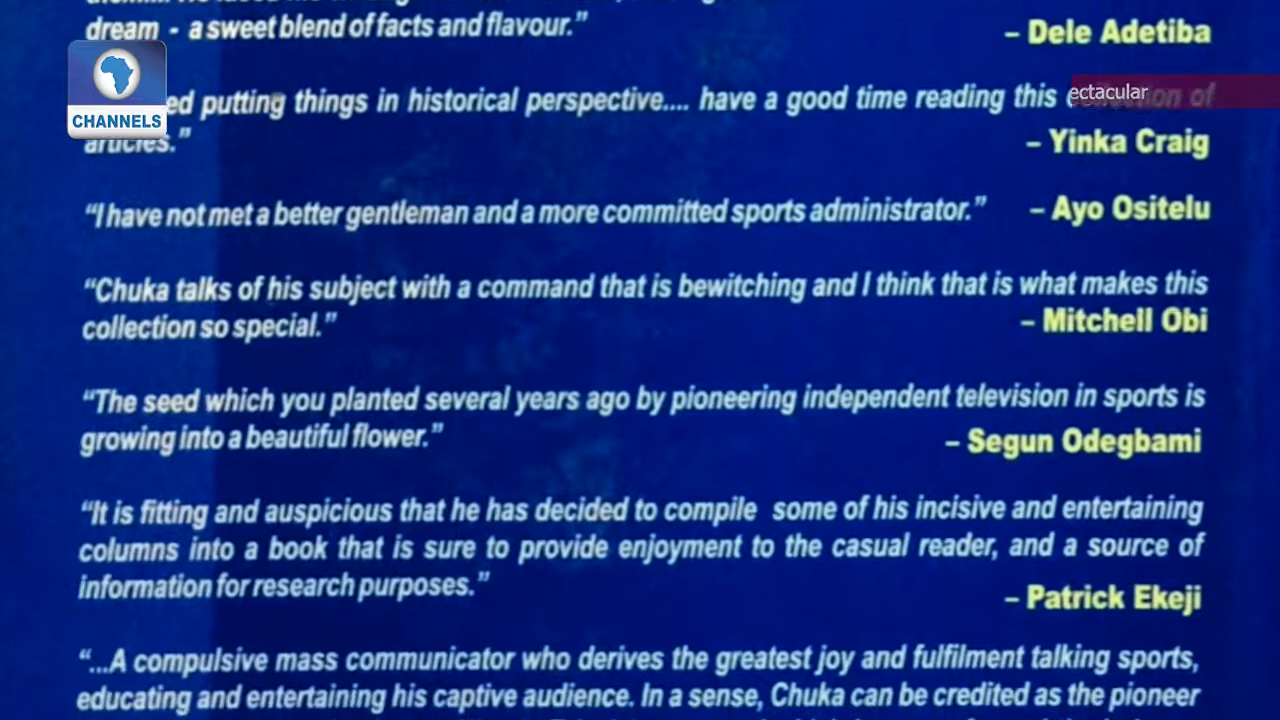 dream - a sweet blend of facts and flavour.”
– Dele Adetiba
CHANNELS
ed putting things in historical perspective.... have a good time reading this of
ectacular
articles.”
– Yinka Craig
“I have not met a better gentleman and a more committed sports administrator.” – Ayo Ositelu
“Chuka talks of his subject with a command that is bewitching and I think that is what makes this
collection so special.”
– Mitchell Obi
“The seed which you planted several years ago by pioneering independent television in sports is
growing into a beautiful flower.”
– Segun Odegbami
“It is fitting and auspicious that he has decided to compile some of his incisive and entertaining
columns into a book that is sure to provide enjoyment to the casual reader, and a source of
information for research purposes.”
– Patrick Ekeji
“...A compulsive mass communicator who derives the greatest joy and fulfilment talking sports,
educating and entertaining his captive audience. In a sense, Chuka can be credited as the pioneer